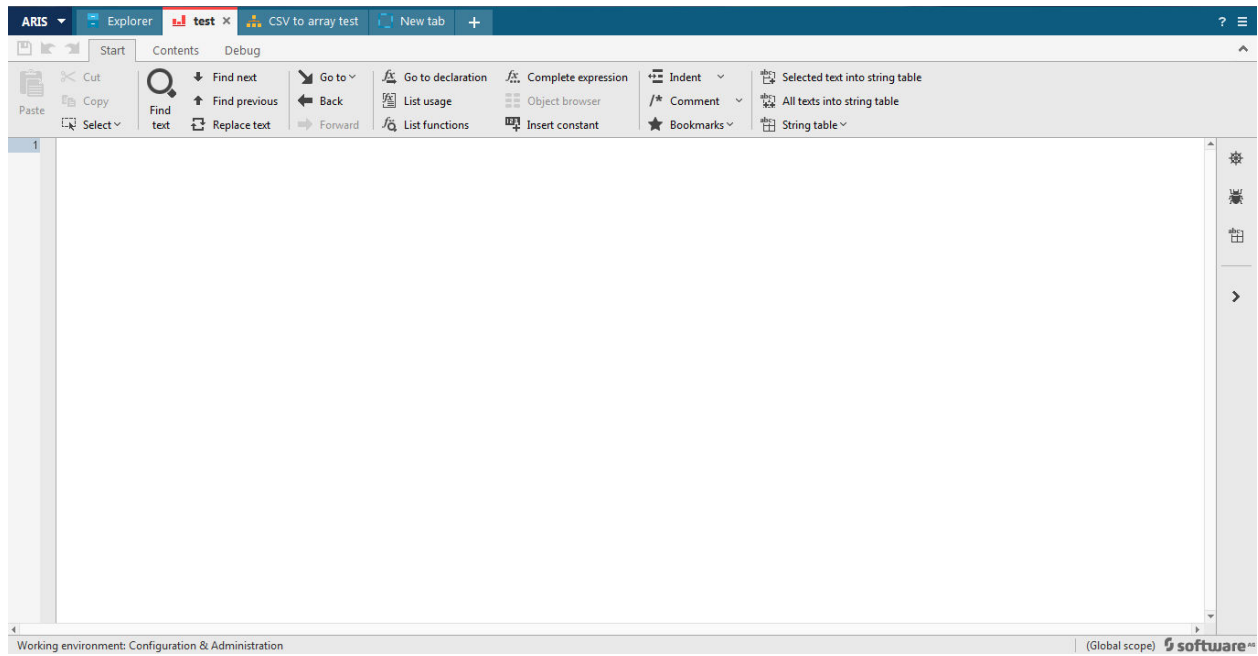 ARIS Explorer test CSV to array test New tab
Start Contents Debug
Paste
Cut
Copy
Select
Find text
Find next
Find previous
Replace text
Go to
Back
Forward
Go to declaration
List usage
List functions
Complete expression
Object browser
Insert constant
Indent
Comment
Bookmarks
Selected text into string table
All texts into string table
String table
1
Working environment: Configuration & Administration
(Global scope) software AG